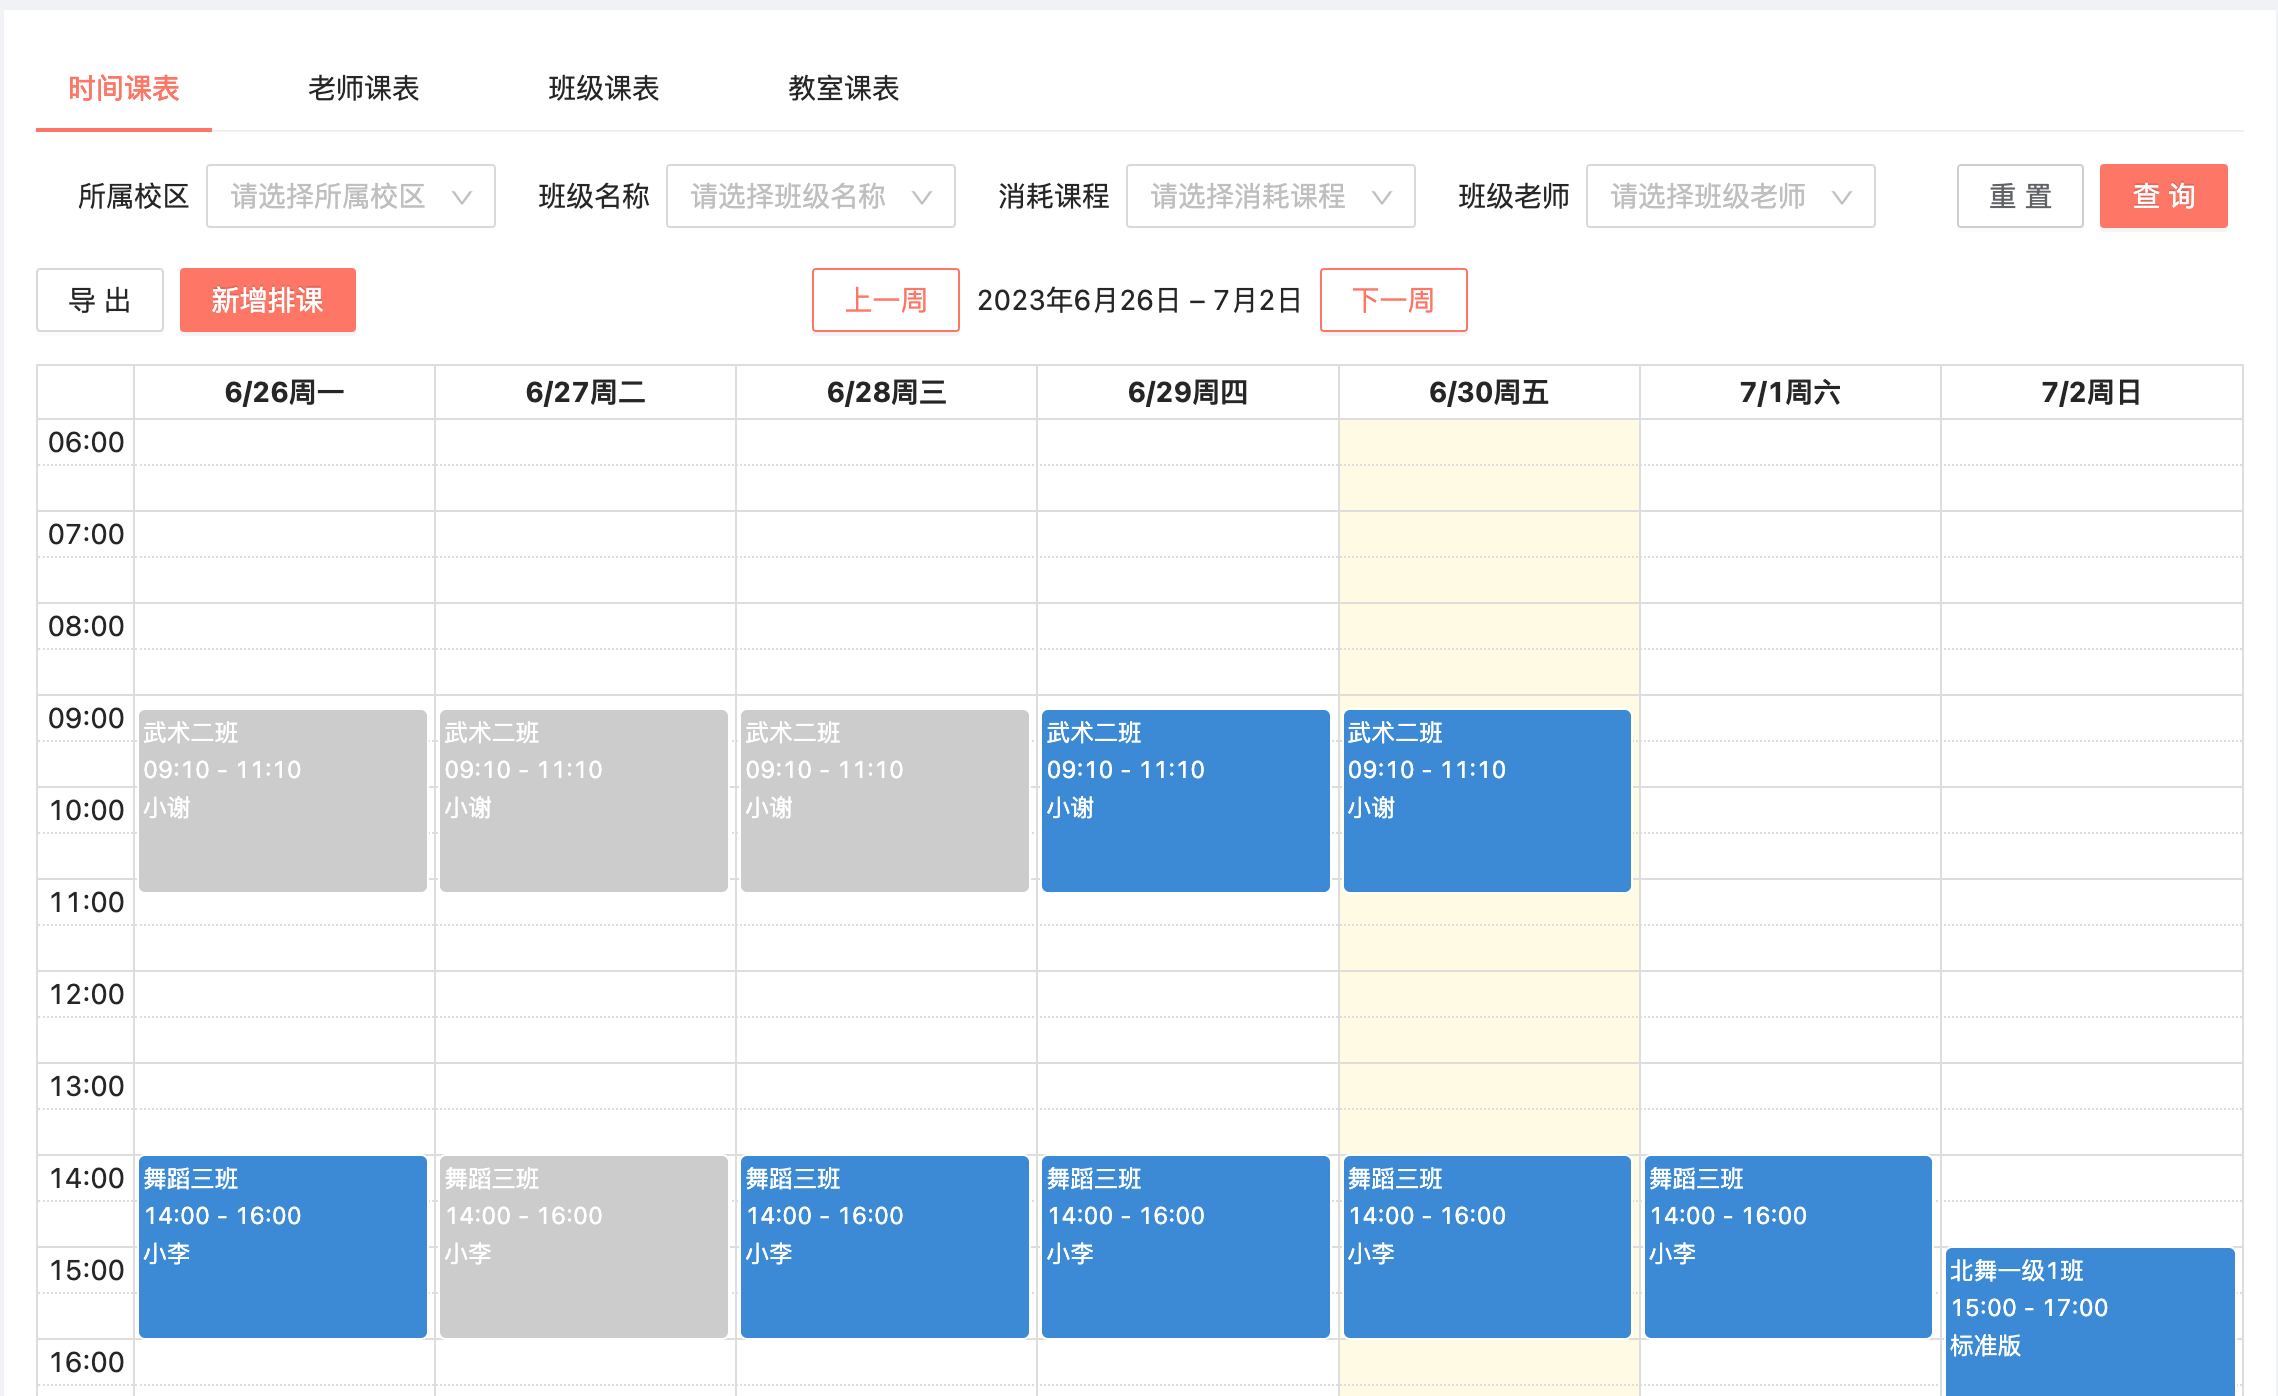 时间课表 老师课表 班级课表 教室课表
所属校区 请选择所属校区 班级名称 请选择班级名称 消耗课程 请选择消耗课程 班级老师 请选择班级老师 重 置 查 询
导 出 新增排课 上一周 2023年6月26日 – 7月2日 下一周
6/26周一 6/27周二 6/28周三 6/29周四 6/30周五 7/1周六 7/2周日
06:00
07:00
08:00
09:00 武术二班 武术二班 武术二班 武术二班 武术二班
09:10 - 11:10 09:10 - 11:10 09:10 - 11:10 09:10 - 11:10 09:10 - 11:10
10:00 小谢 小谢 小谢 小谢 小谢
11:00
12:00
13:00
14:00 舞蹈三班 舞蹈三班 舞蹈三班 舞蹈三班 舞蹈三班 舞蹈三班
14:00 - 16:00 14:00 - 16:00 14:00 - 16:00 14:00 - 16:00 14:00 - 16:00 14:00 - 16:00
15:00 小李 小李 小李 小李 小李 小李 北舞一级1班
15:00 - 17:00
16:00 标准版